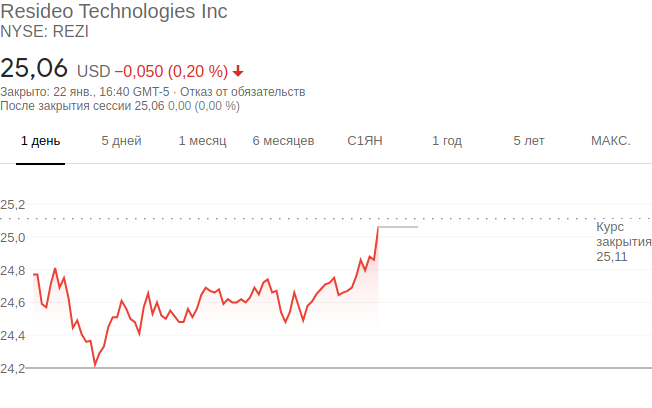 Resideo Technologies Inc
NYSE: REZI
25,06 USD −0,050 (0,20 %)
Закрыто: 22 янв., 16:40 GMT-5 · Отказ от обязательств
После закрытия сессии 25,06 0,00 (0,00 %)
1 день 5 дней 1 месяц 6 месяцев С1ЯН 1 год 5 лет МАКС.
25,2
25,0
24,8
24,6
24,4
24,2
Курс
закрытия
25,11